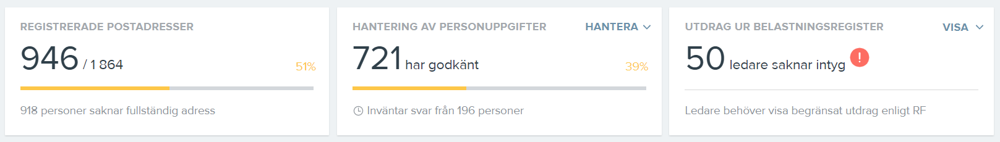 REGISTRERADE POSTADRESSER
946 / 1 864
51%
918 personer saknar fullständig adress
HANTERING AV PERSONUPPGIFTER
HANTERA
721 har godkänt
39%
Inväntar svar från 196 personer
UTDRAG UR BELASTNINGSREGISTER
VISA
50 ledare saknar intyg
!
Ledare behöver visa begränsat utdrag enligt RF